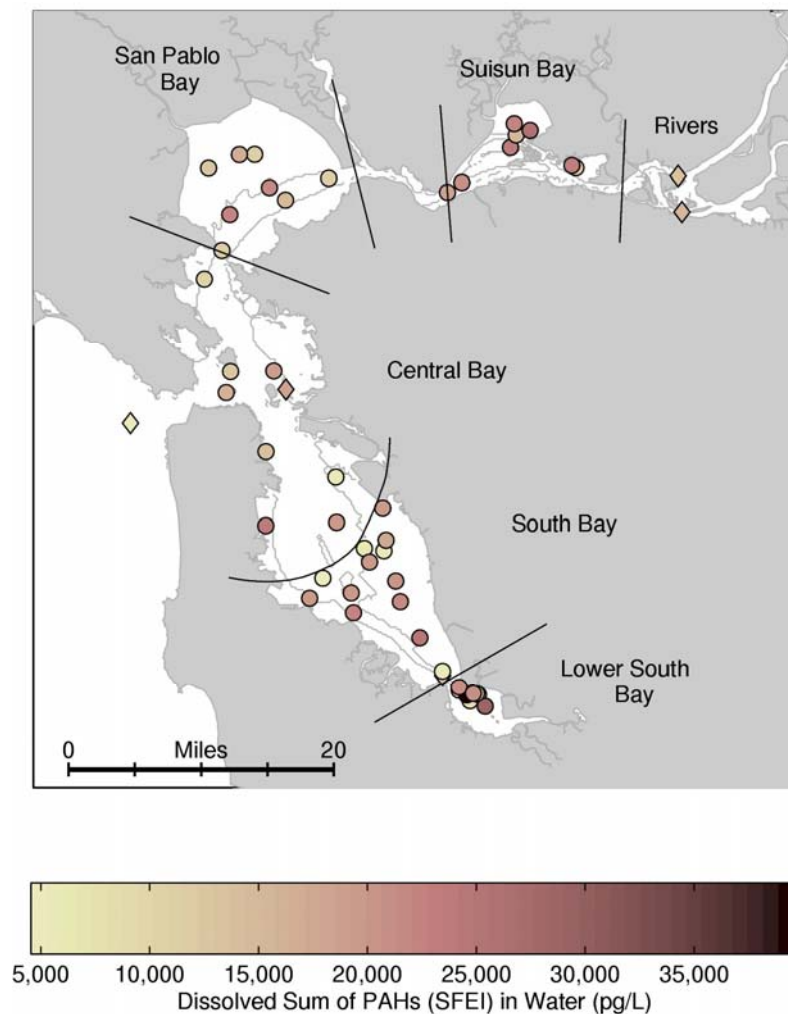 San Pablo
Bay
Suisun Bay
Rivers
Central Bay
South Bay
Lower South
Bay
0 Miles 20
5,000 10,000 15,000 20,000 25,000 30,000 35,000
Dissolved Sum of PAHs (SFEI) in Water (pg/L)